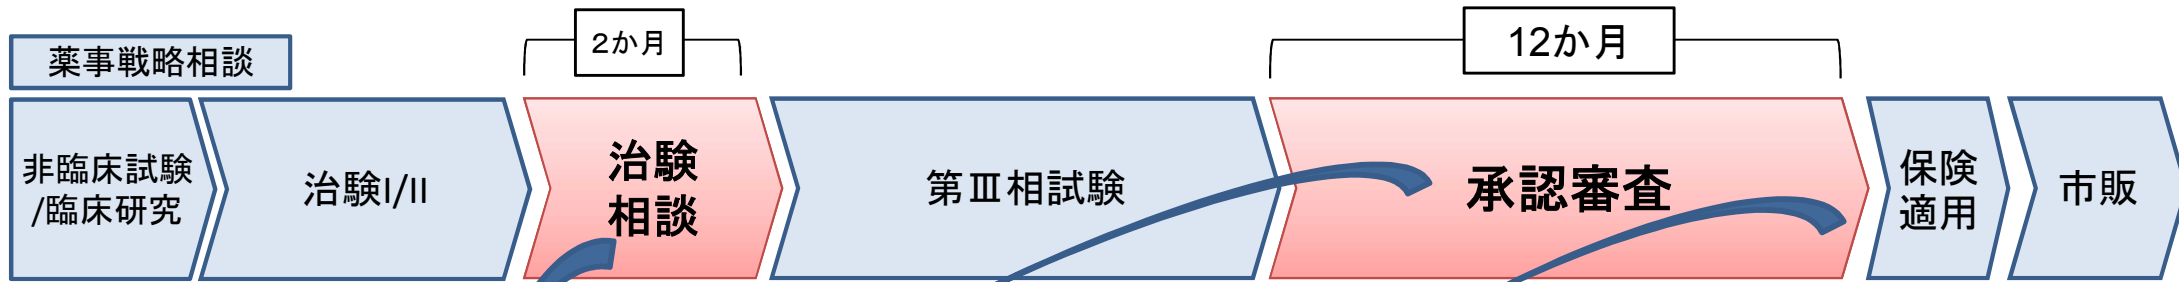 2か月
12か月
薬事戦略相談
非臨床試験
/臨床研究
治験I/II
治験
相談
第Ⅲ相試験
承認審査
保険
適用
市販